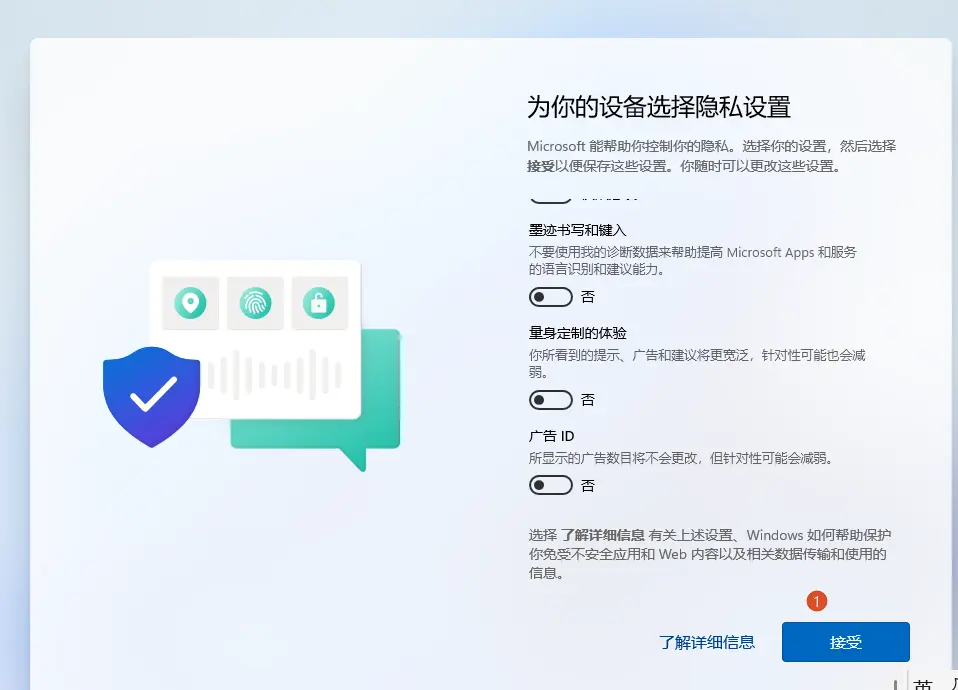 为你的设备选择隐私设置
Microsoft 能帮助你控制你的隐私。选择你的设置，然后选择
接受以便保存这些设置。你随时可以更改这些设置。
墨迹书写和键入
不要使用我的诊断数据来帮助提高 Microsoft Apps 和服务
的语言识别和建议能力。
否
量身定制的体验
你所看到的提示、广告和建议将更宽泛，针对性可能也会减
弱。
否
广告 ID
所显示的广告数目将不会更改，但针对性可能会减弱。
否
选择 了解详细信息 有关上述设置、Windows 如何帮助保护
你免受不安全应用和 Web 内容以及相关数据传输和使用的
信息。
1
了解详细信息
接受
英